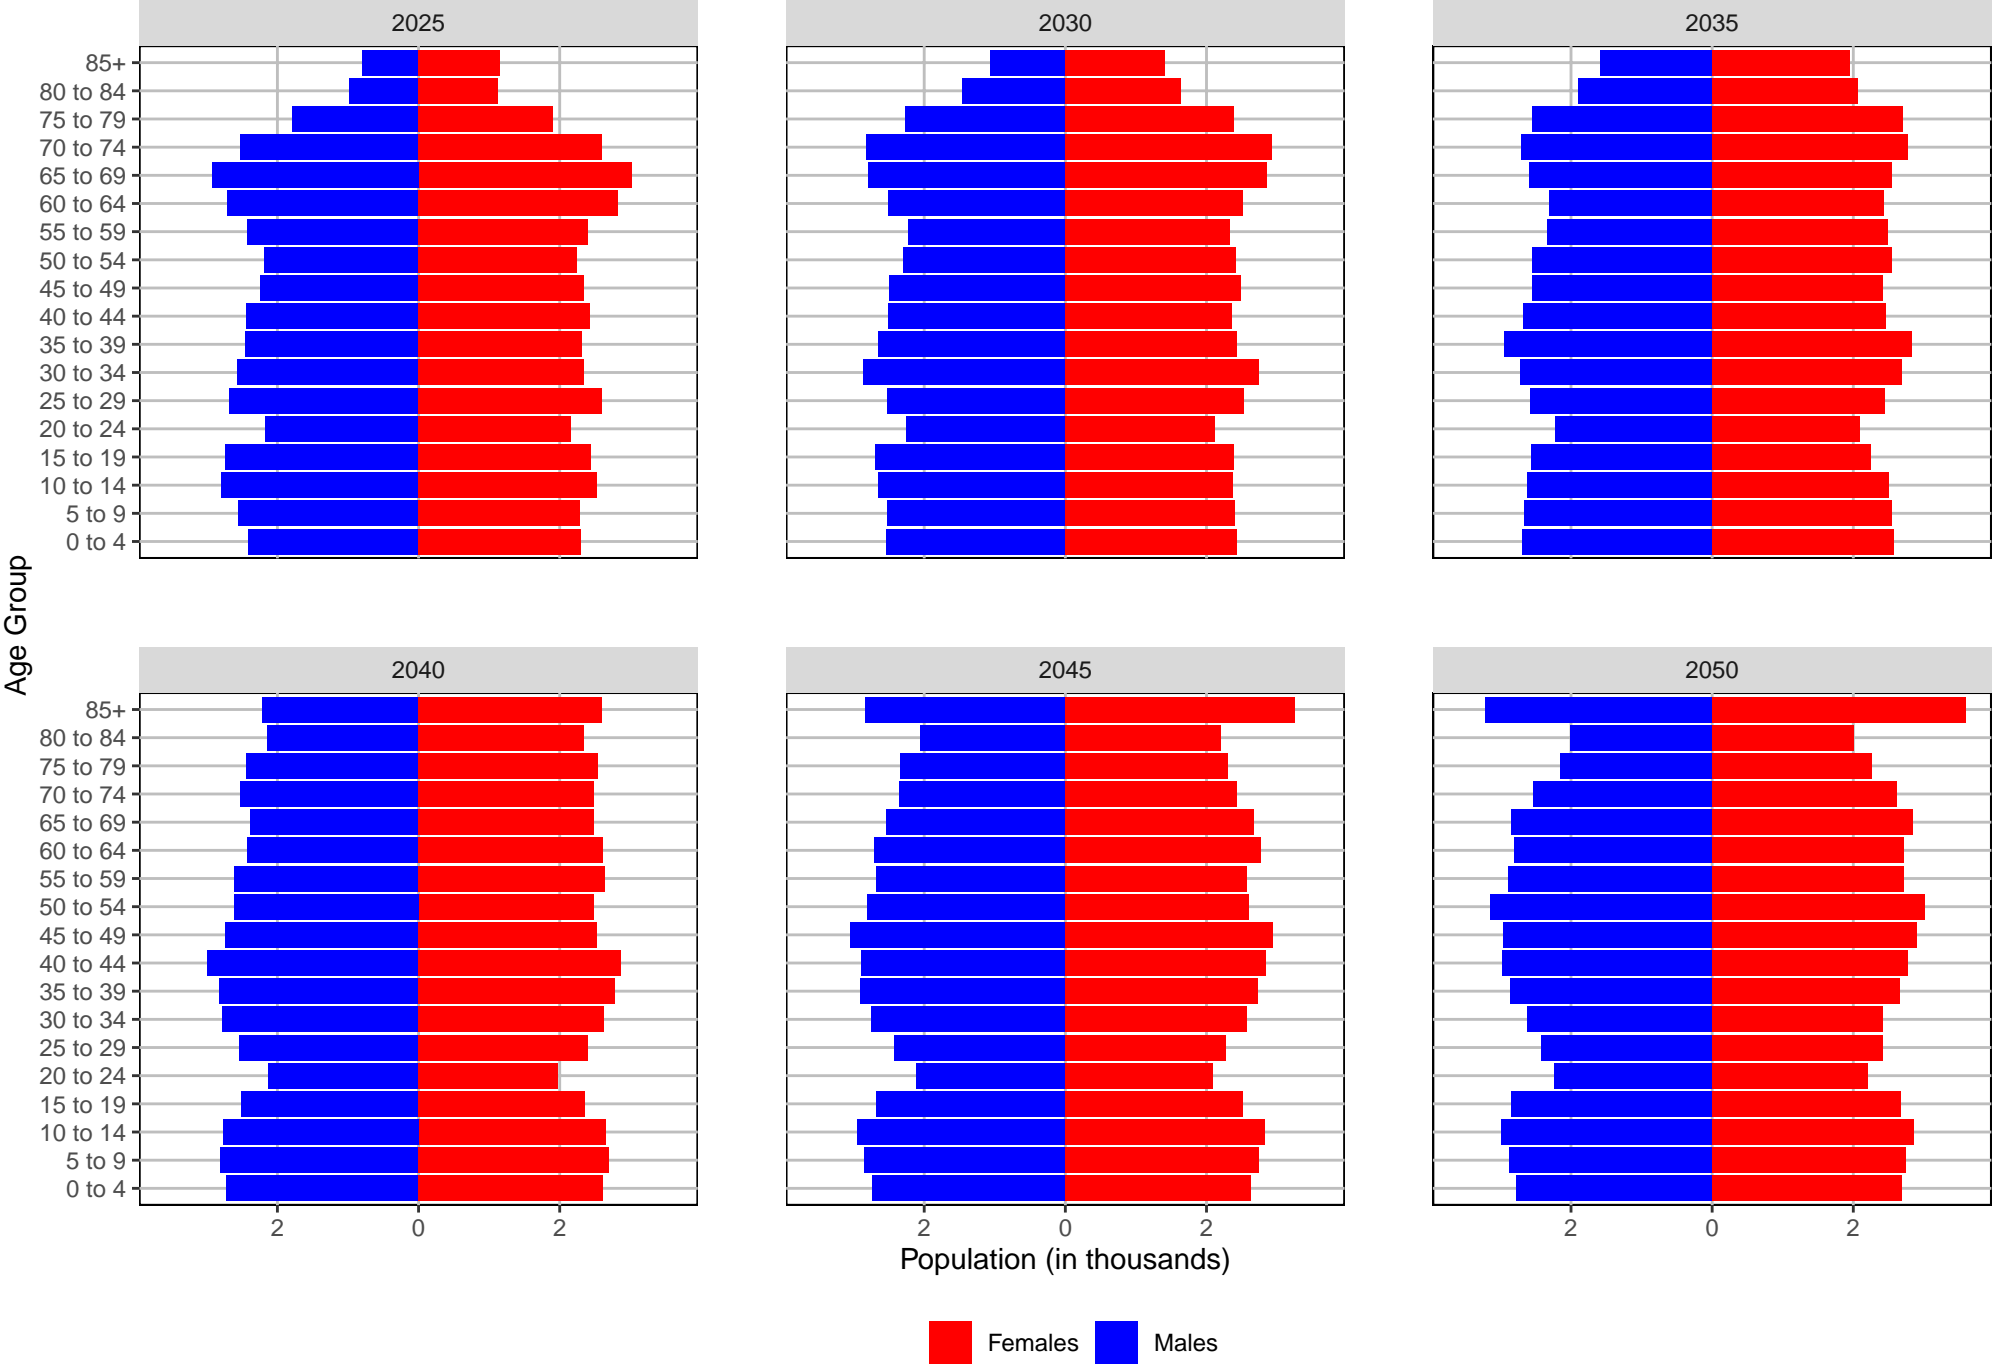 2025
2030
2035
85+
80 to 84
75 to 79
70 to 74
65 to 69
60 to 64
55 to 59
50 to 54
45 to 49
40 to 44
35 to 39
30 to 34
25 to 29
20 to 24
15 to 19
10 to 14
5 to 9
0 to 4
Age Group
2040
2045
2050
85+
80 to 84
75 to 79
70 to 74
65 to 69
60 to 64
55 to 59
50 to 54
45 to 49
40 to 44
35 to 39
30 to 34
25 to 29
20 to 24
15 to 19
10 to 14
5 to 9
0 to 4
2 0 2
2 0 2
2 0 2
Population (in thousands)
Females
Males